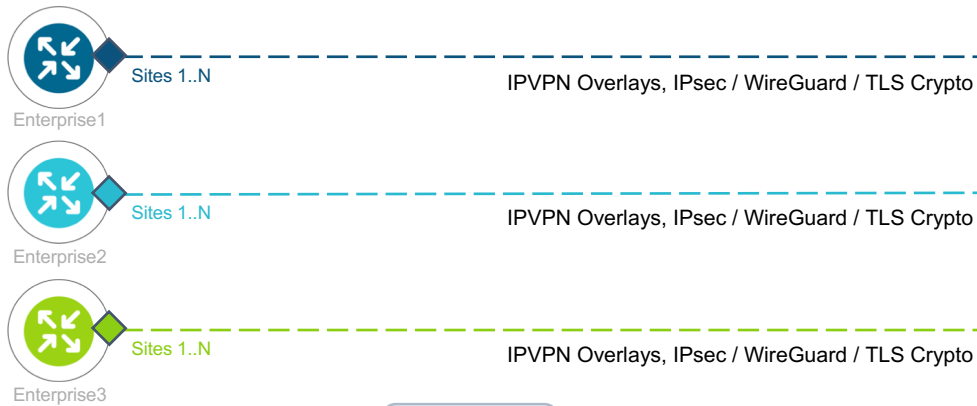 Sites 1..N
IPVPN Overlays, IPsec / WireGuard / TLS Crypto
Enterprise1
Sites 1..N
IPVPN Overlays, IPsec / WireGuard / TLS Crypto
Enterprise2
Sites 1..N
IPVPN Overlays, IPsec / WireGuard / TLS Crypto
Enterprise3